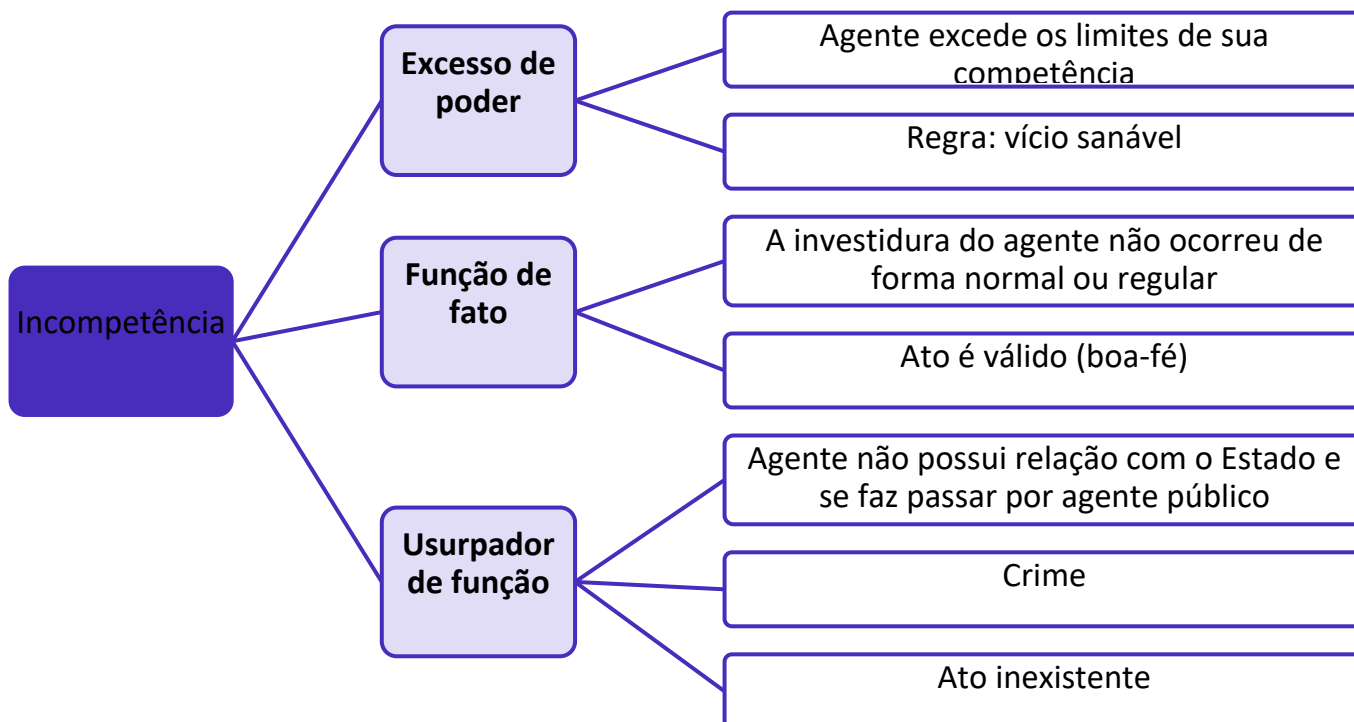 Incompetência
Excesso de
poder
Agente excede os limites de sua
competência
Regra: vício sanável
Função de
fato
A investidura do agente não ocorreu de
forma normal ou regular
Ato é válido (boa-fé)
Usurpador
de função
Agente não possui relação com o Estado e
se faz passar por agente público
Crime
Ato inexistente